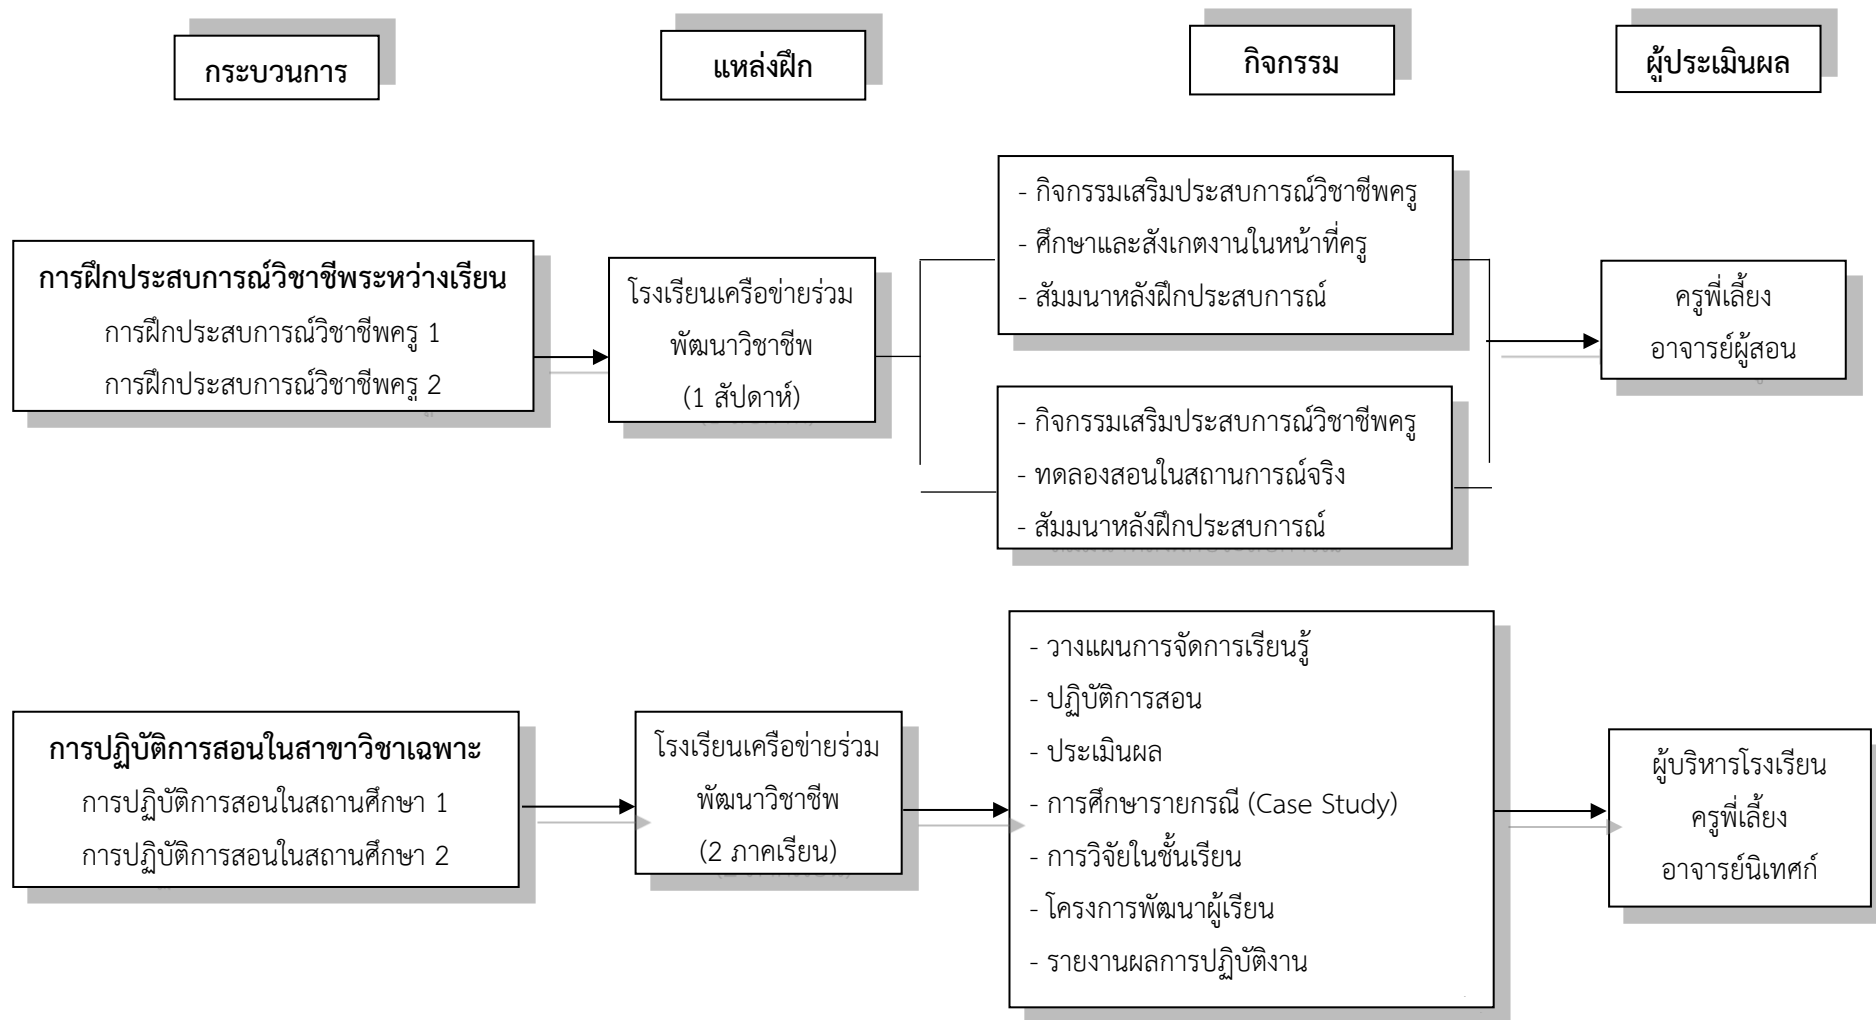 กระบวนการ
แหล่งฝึก
กิจกรรม
ผู้ประเมินผล
การฝึกประสบการณ์วิชาชีพระหว่างเรียน
การฝึกประสบการณ์วิชาชีพครู 1
การฝึกประสบการณ์วิชาชีพครู 2
โรงเรียนเครือข่ายร่วม
พัฒนาวิชาชีพ
(1 สัปดาห์)
- กิจกรรมเสริมประสบการณ์วิชาชีพครู
- ศึกษาและสังเกตงานในหน้าที่ครู
- สัมมนาหลังฝึกประสบการณ์
- กิจกรรมเสริมประสบการณ์วิชาชีพครู
- ทดลองสอนในสถานการณ์จริง
- สัมมนาหลังฝึกประสบการณ์
ครูพี่เลี้ยง
อาจารย์ผู้สอน
การปฏิบัติการสอนในสาขาวิชาเฉพาะ
การปฏิบัติการสอนในสถานศึกษา 1
การปฏิบัติการสอนในสถานศึกษา 2
โรงเรียนเครือข่ายร่วม
พัฒนาวิชาชีพ
(2 ภาคเรียน)
- วางแผนการจัดการเรียนรู้
- ปฏิบัติการสอน
- ประเมินผล
- การศึกษารายกรณี (Case Study)
- การวิจัยในชั้นเรียน
- โครงการพัฒนาผู้เรียน
- รายงานผลการปฏิบัติงาน
ผู้บริหารโรงเรียน
ครูพี่เลี้ยง
อาจารย์นิเทศก์